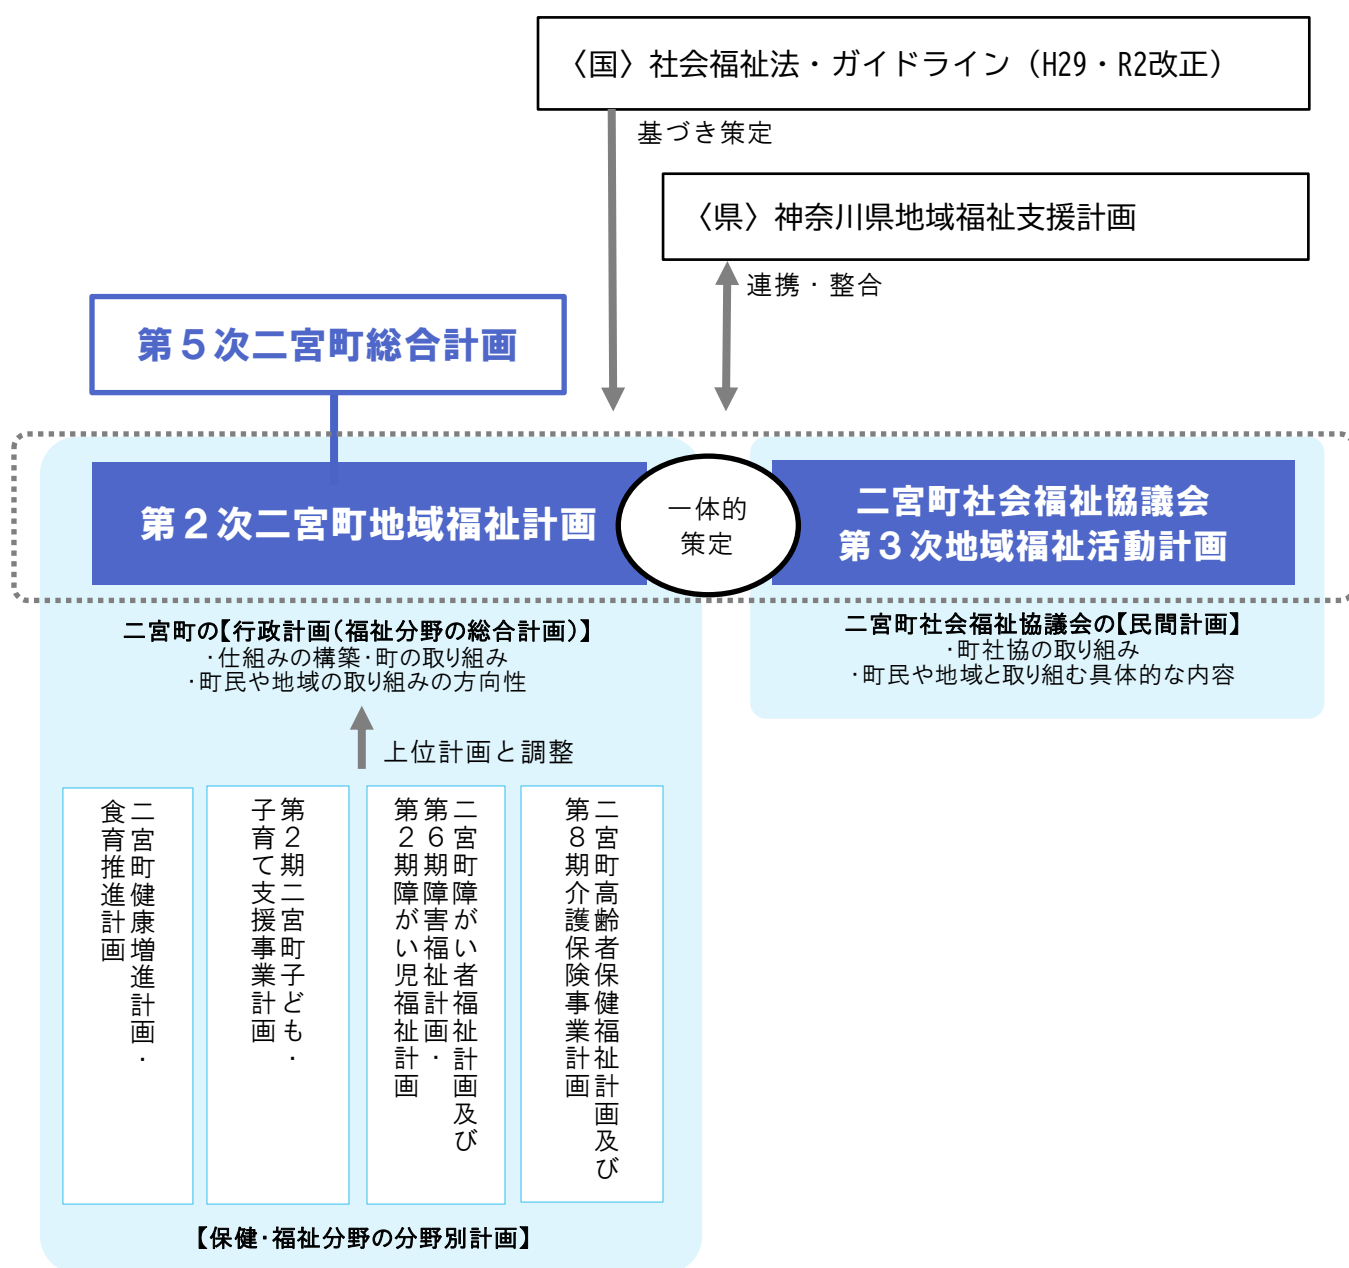 〈国〉社会福祉法・ガイドライン（H29・R2改正）
基づき策定
〈県〉神奈川県地域福祉支援計画
連携・整合
第５次二宮町総合計画
第２次二宮町地域福祉計画
一体的
策定
二宮町社会福祉協議会
第３次地域福祉活動計画
二宮町の【行政計画（福祉分野の総合計画）】
・仕組みの構築・町の取り組み
・町民や地域の取り組みの方向性
二宮町社会福祉協議会の【民間計画】
・町社協の取り組み
・町民や地域と取り組む具体的な内容
上位計画と調整
二宮町健康増進計画・
食育推進計画
第２期二宮町子ども・
子育て支援事業計画
二宮町障がい者福祉計画及び
第６期障害福祉計画・
第２期障がい児福祉計画
二宮町高齢者保健福祉計画及び
第８期介護保険事業計画
【保健・福祉分野の分野別計画】